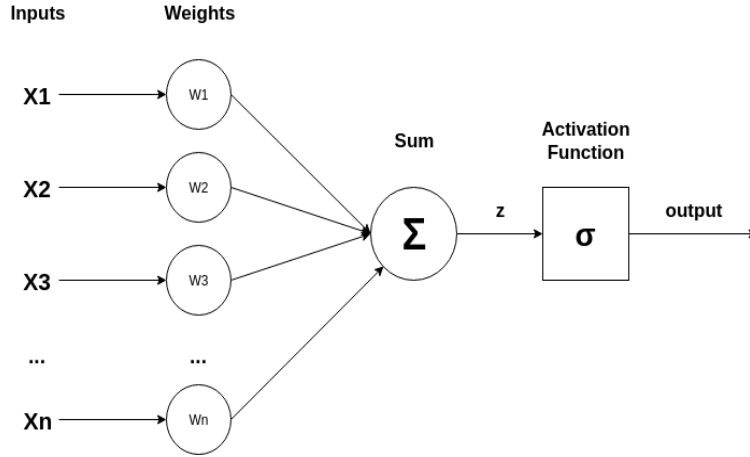 Inputs
Weights
X1
W1
X2
W2
X3
W3
...
...
Xn
Wn
Sum
Σ
z
Activation
Function
σ
output